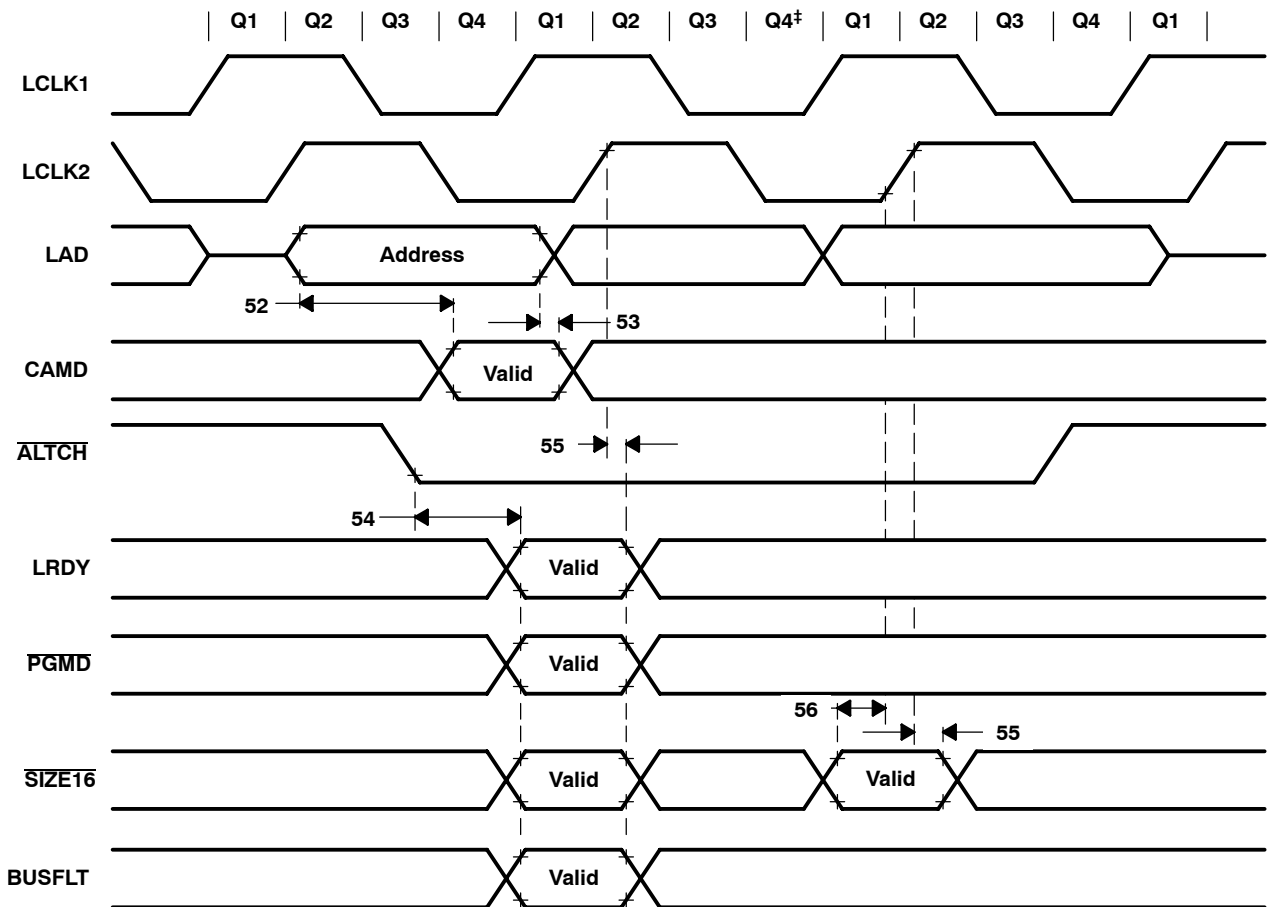 Q1 Q2 Q3 Q4 Q1 Q2 Q3 Q4‡ Q1 Q2 Q3 Q4 Q1
LCLK1
LCLK2
LAD Address
52
53
CAMD Valid
ALTCH
55
54
LRDY Valid
PGMD Valid
56
55
SIZE16 Valid Valid
BUSFLT Valid